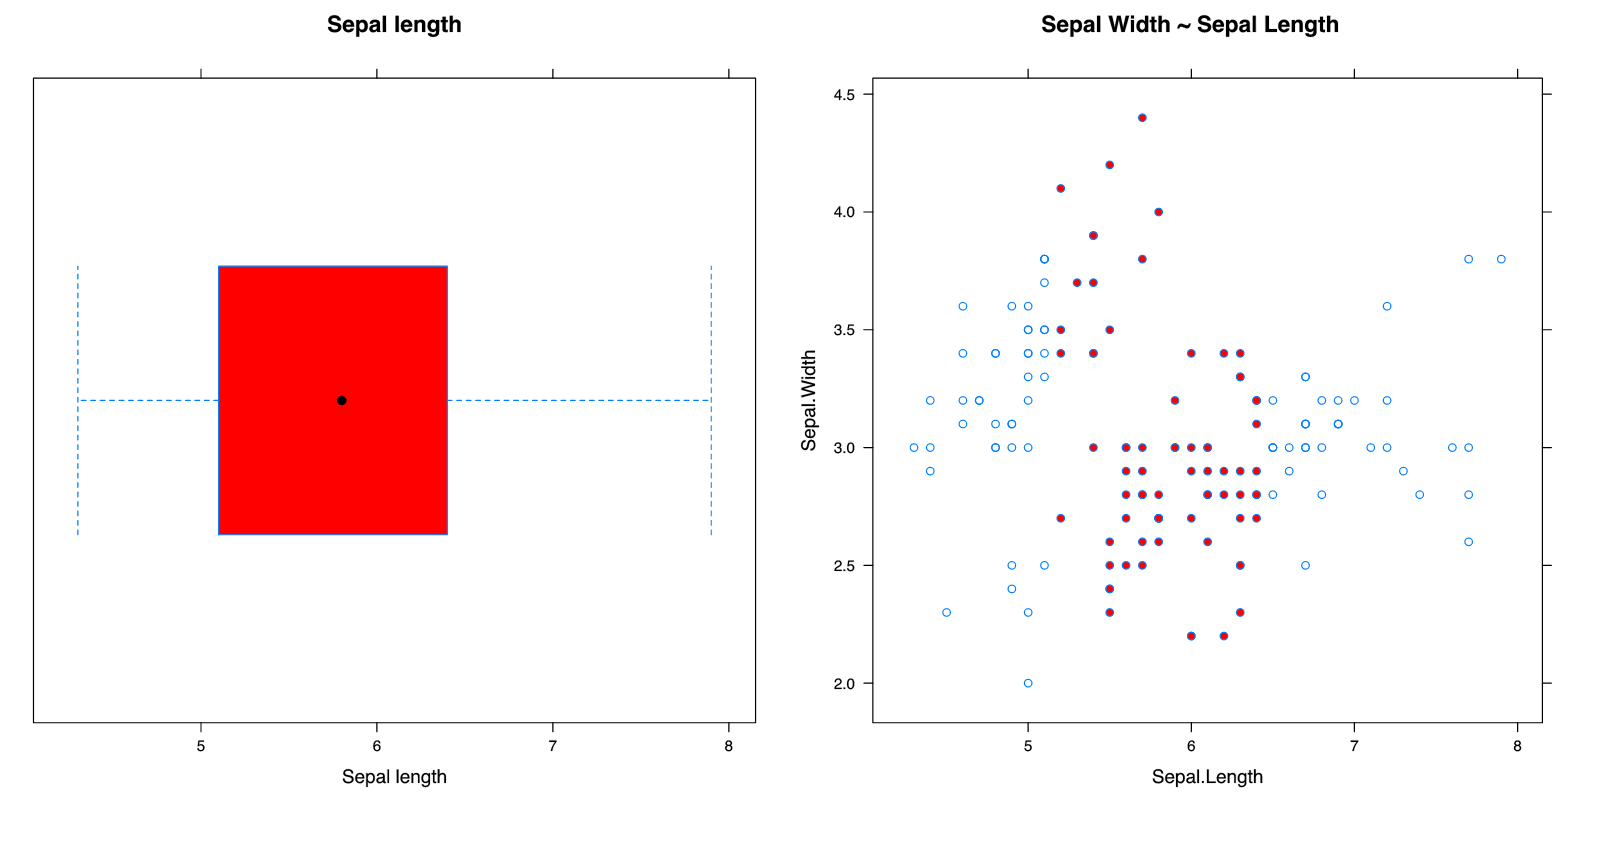 Sepal length
5 6 7 8
Sepal length
Sepal Width ~ Sepal Length
4.5
4.0
3.5
3.0
2.5
2.0
Sepal.Width
5 6 7 8
Sepal.Length